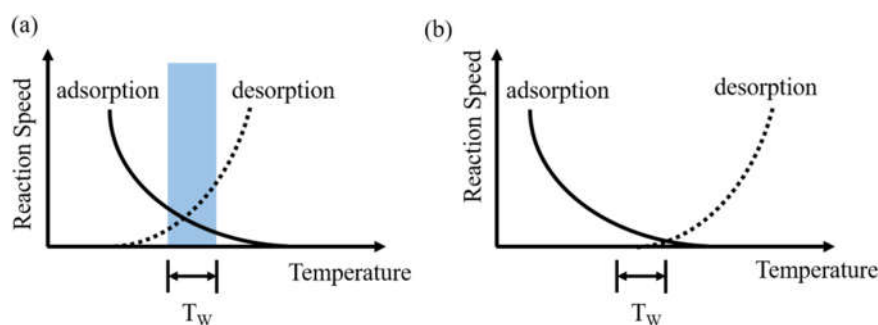 (a)
Reaction Speed
adsorption
desorption
Temperature
T_W
(b)
Reaction Speed
adsorption
desorption
Temperature
T_W